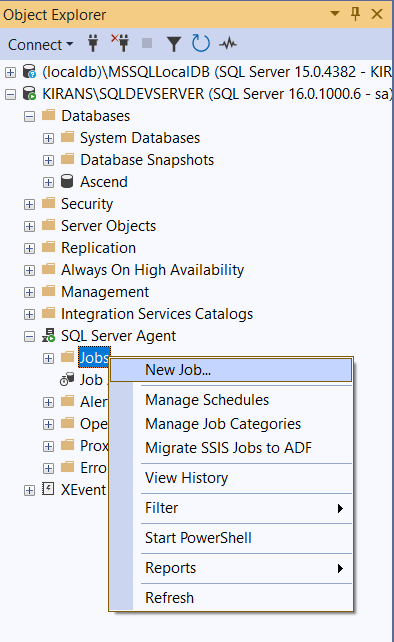 Object Explorer
Connect
(localdb)\MSSQLLocalDB (SQL Server 15.0.4382 - KIR
KIRANS\SQLDEVSERVER (SQL Server 16.0.1000.6 - sa)
Databases
System Databases
Database Snapshots
Ascend
Security
Server Objects
Replication
Always On High Availability
Management
Integration Services Catalogs
SQL Server Agent
Jobs
Job
Aler
Ope
Prox
Erro
XEvent
New Job...
Manage Schedules
Manage Job Categories
Migrate SSIS Jobs to ADF
View History
Filter
Start PowerShell
Reports
Refresh